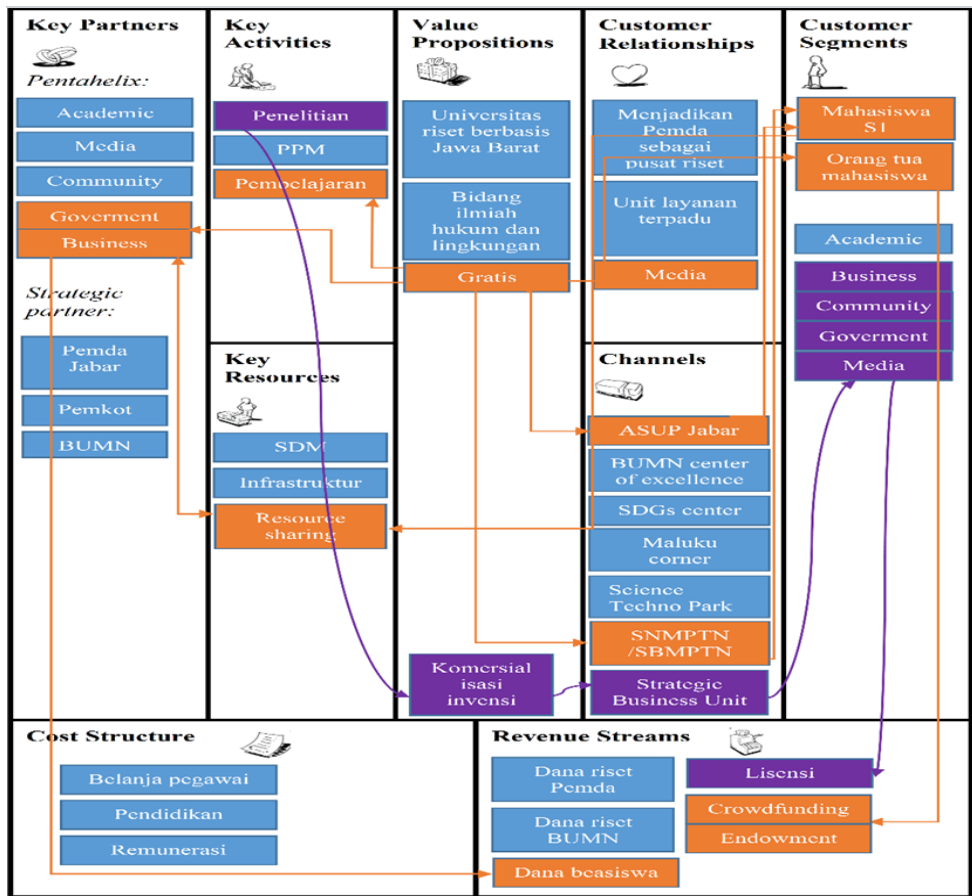 Key Partners
Pentahelix:
Academic
Media
Community
Goverment
Business
Strategic
partner:
Pemda
Jabar
Pemkot
BUMN
Key
Activities
Penelitian
PPM
Pembelajaran
Key
Resources
SDM
Infrastruktur
Resource
sharing
Value
Propositions
Universitas
riset berbasis
Jawa Barat
Bidang
ilmiah
hukum dan
lingkungan
Gratis
Komersial
isasi
invensi
Customer
Relationships
Menjadikan
Pemda
sebagai
pusat riset
Unit layanan
terpadu
Media
Channels
ASUP Jabar
BUMN center
of excellence
SDGs center
Maluku
corner
Science
Techno Park
SNMPTN
/SBMPTN
Strategic
Business Unit
Customer
Segments
Mahasiswa
S1
Orang tua
mahasiswa
Academic
Business
Community
Goverment
Media
Cost Structure
Belanja pegawai
Pendidikan
Remunerasi
Revenue Streams
Dana riset
Pemda
Dana riset
BUMN
Dana beasiswa
Lisensi
Crowdfunding
Endowment